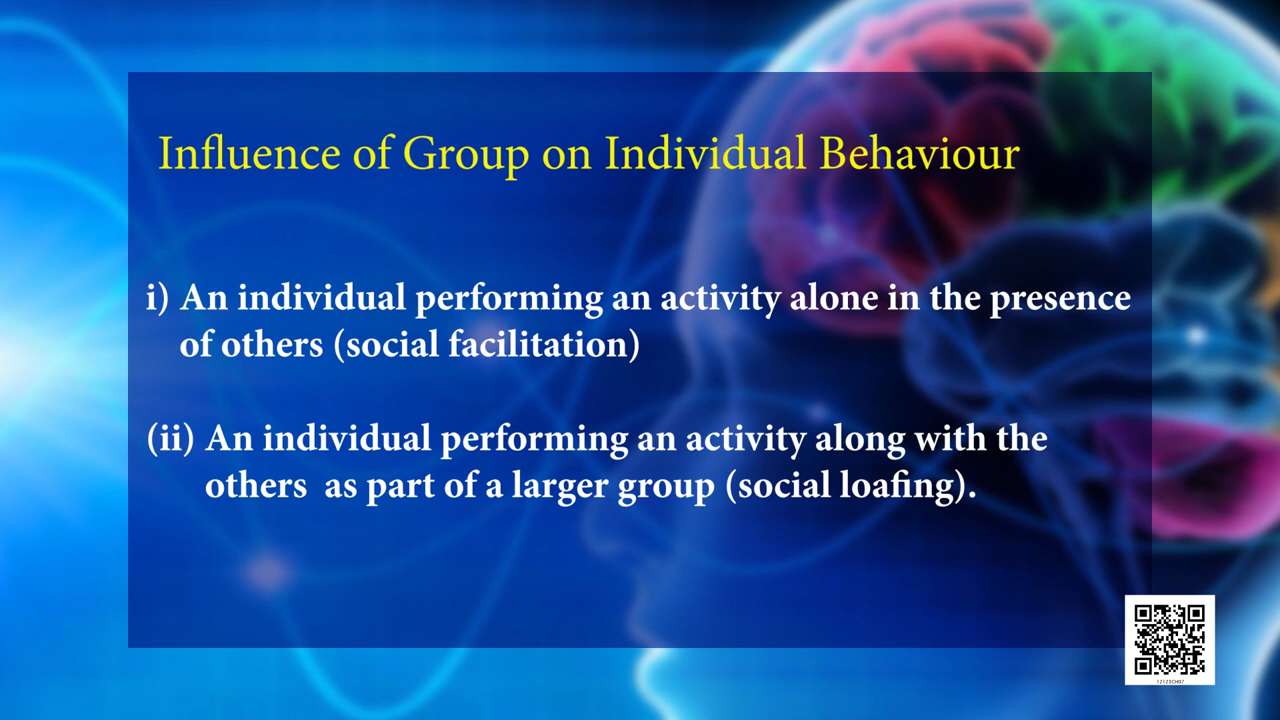 Influence of Group on Individual Behaviour
i) An individual performing an activity alone in the presence
of others (social facilitation)
(ii) An individual performing an activity along with the
others as part of a larger group (social loafing).
12123CH07